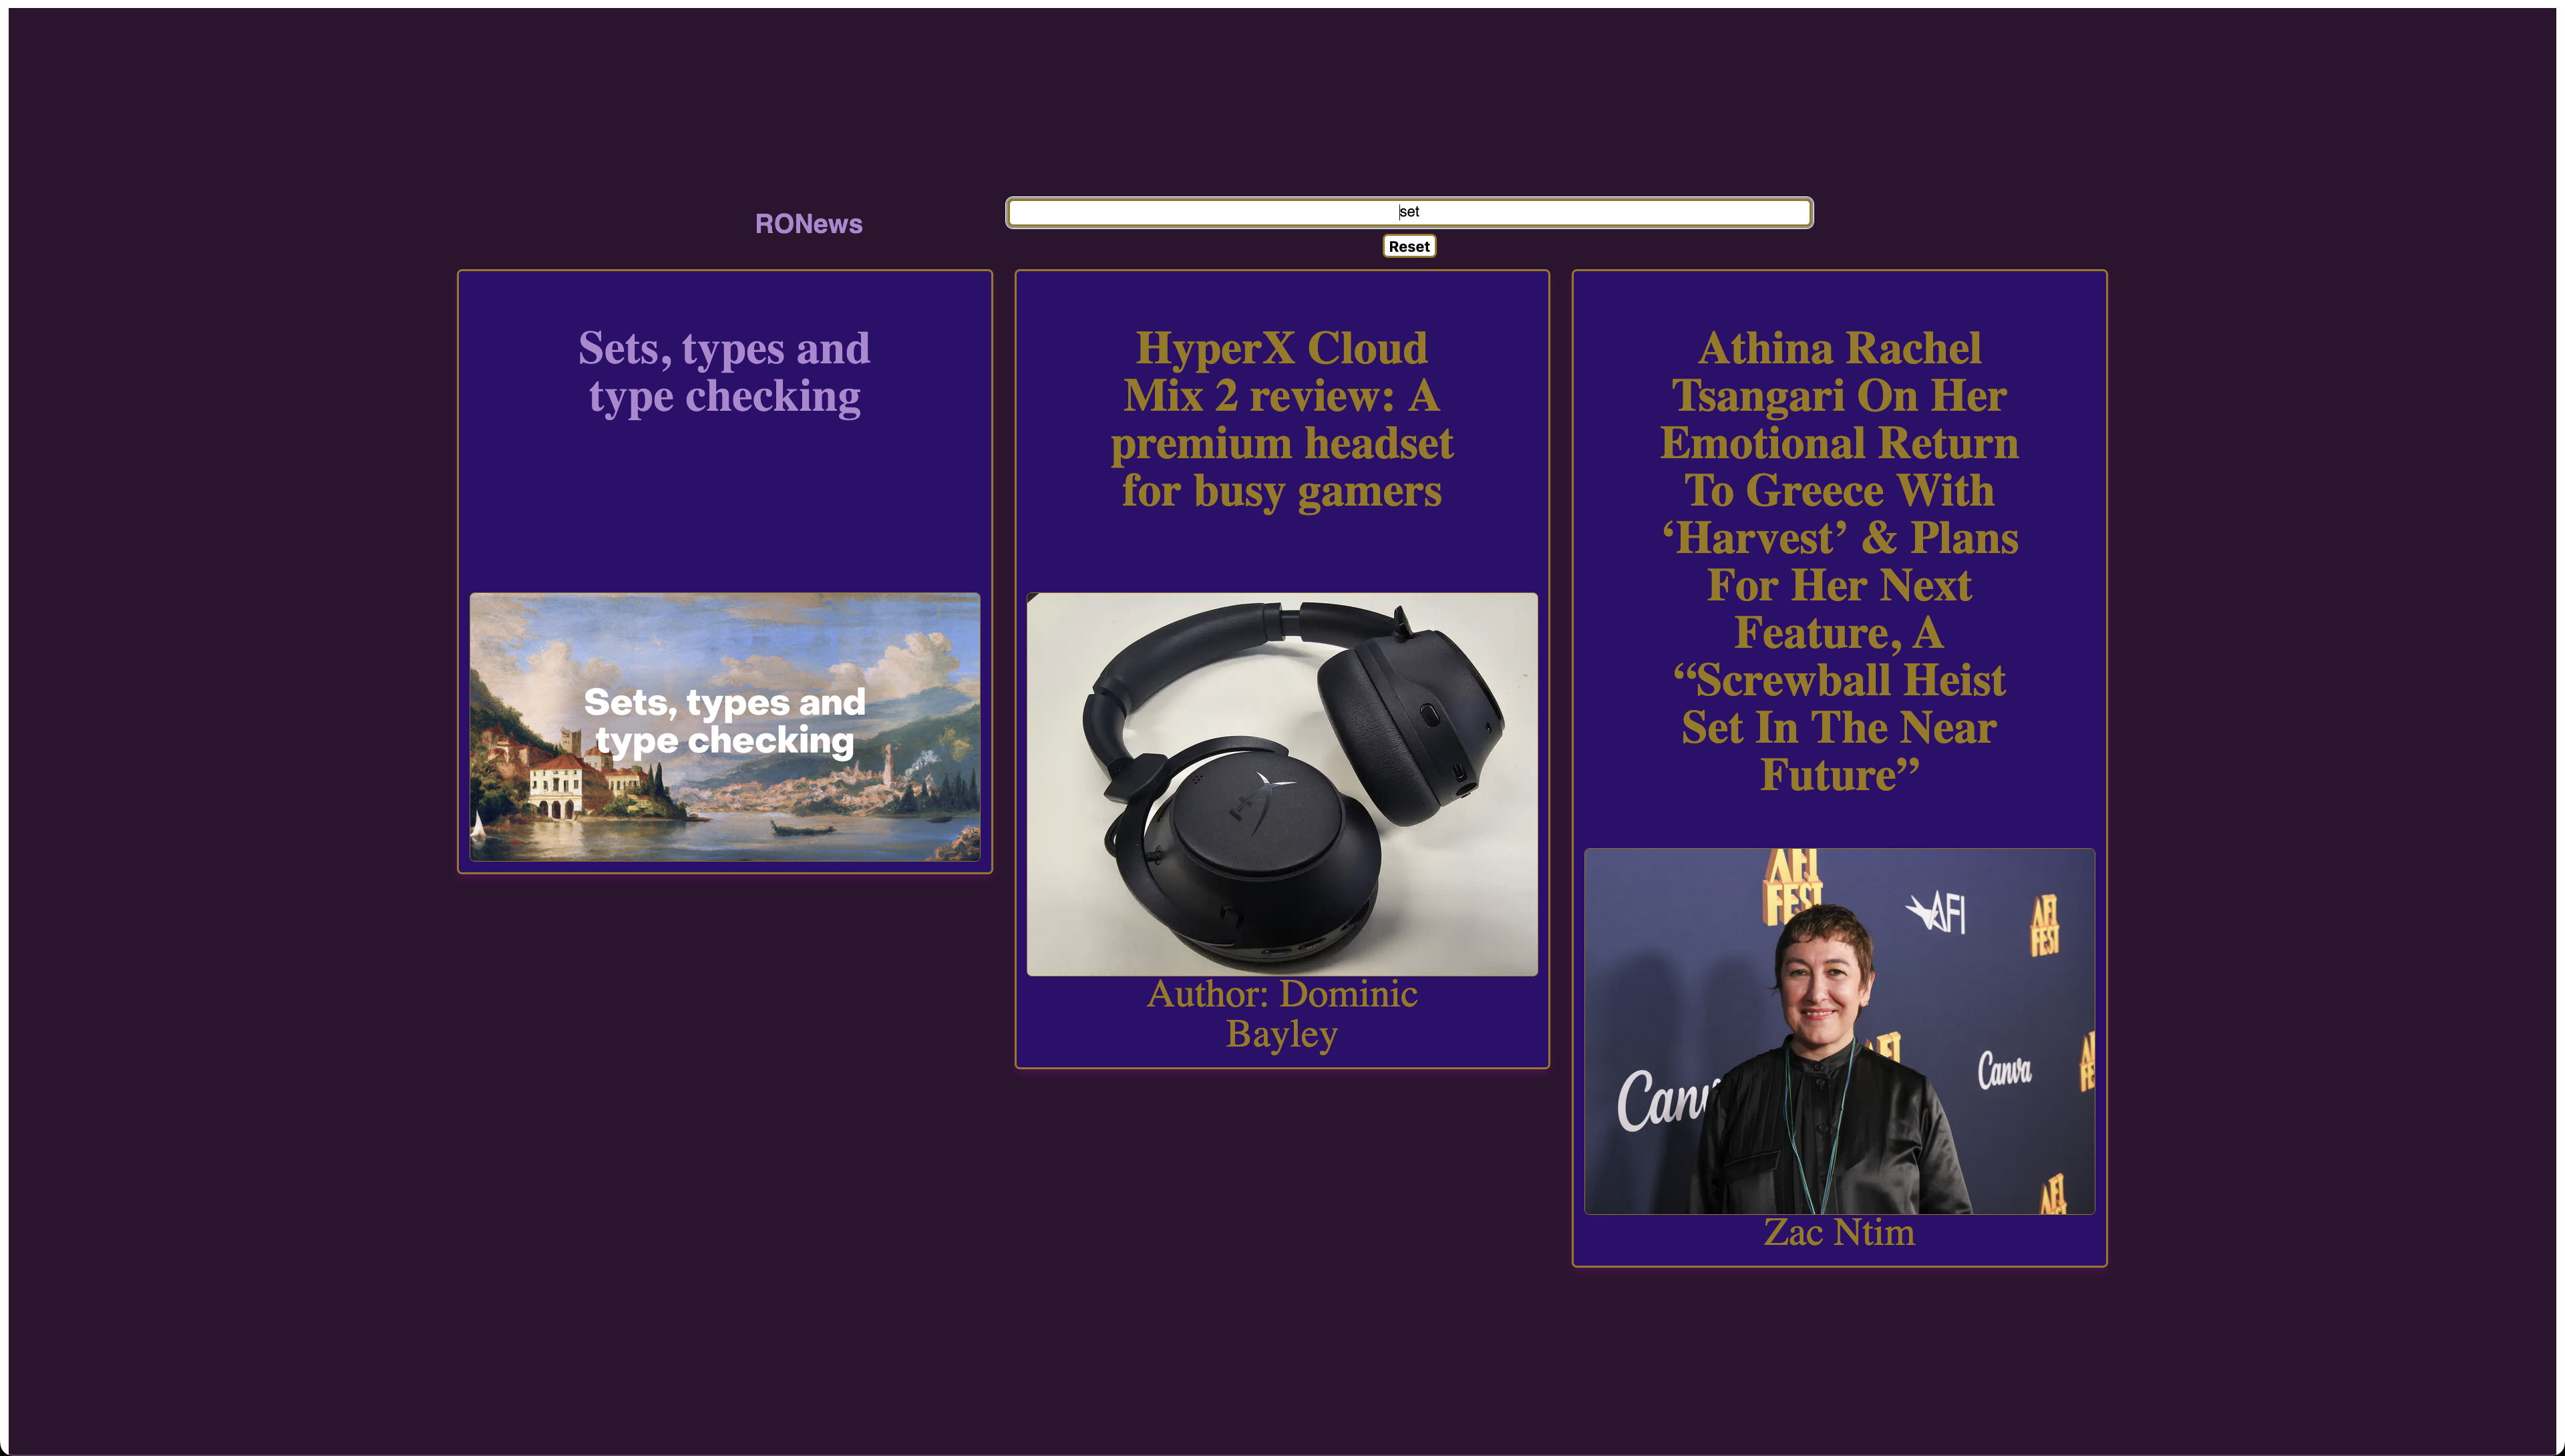 RONews
set
Reset
Sets, types and
type checking
Sets, types and
type checking
HyperX Cloud
Mix 2 review: A
premium headset
for busy gamers
Author: Dominic
Bayley
Athina Rachel
Tsangari On Her
Emotional Return
To Greece With
‘Harvest’ & Plans
For Her Next
Feature, A
“Screwball Heist
Set In The Near
Future”
AFI
FEST
AFI
AFI
FEST
Canva
Zac Ntim